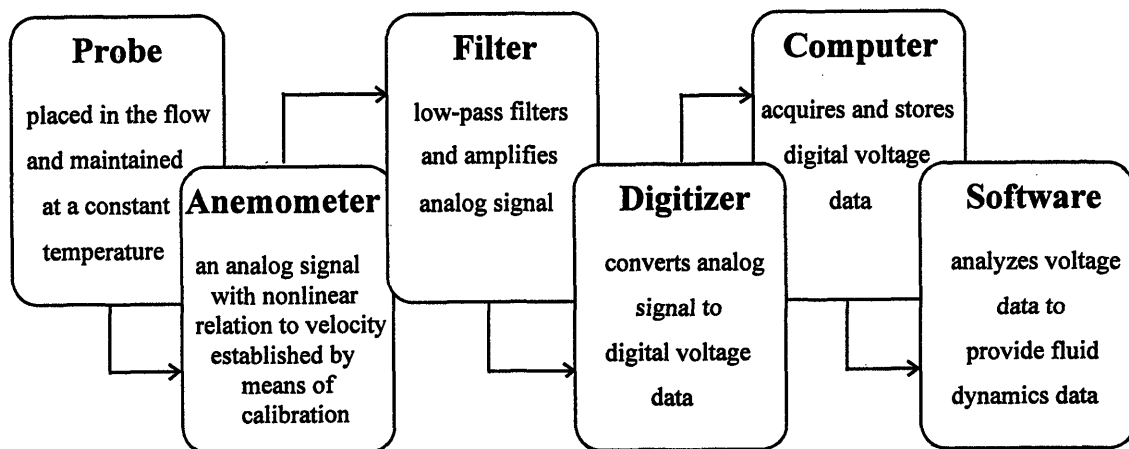 Probe
placed in the flow
and maintained
at a constant
temperature
Anemometer
an analog signal
with nonlinear
relation to velocity
established by
means of
calibration
Filter
low-pass filters
and amplifies
analog signal
Digitizer
converts analog
signal to
digital voltage
data
Computer
acquires and stores
digital voltage
data
Software
analyzes voltage
data to
provide fluid
dynamics data